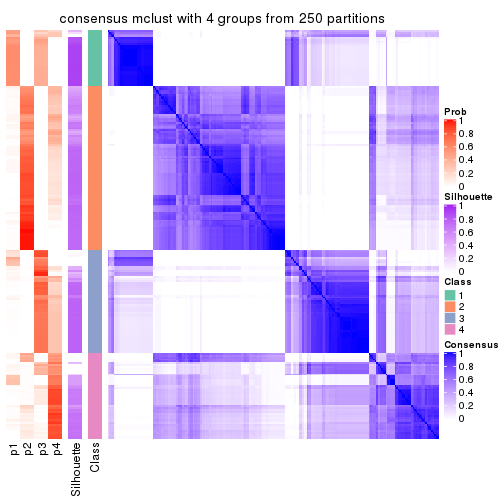 consensus mclust with 4 groups from 250 partitions
Prob
1
0.8
0.6
0.4
0.2
0
Silhouette
1
0.8
0.6
0.4
0.2
0
Class
1
2
3
4
Consensus
1
0.8
0.6
0.4
0.2
0
p1
p2
p3
p4
Silhouette
Class